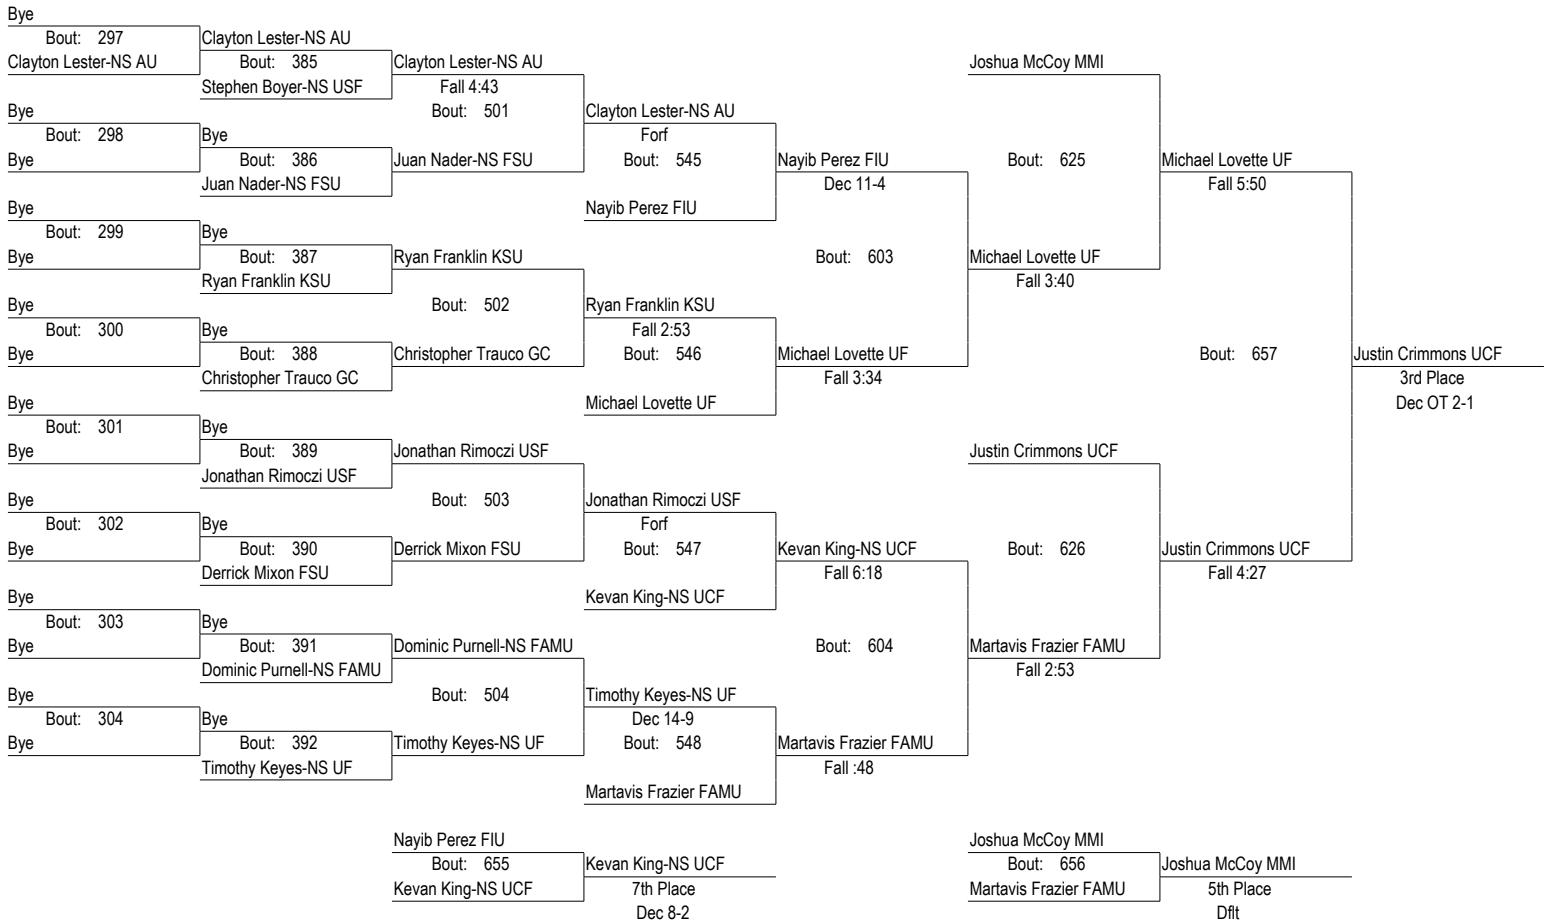 Bye
Bout: 297
Clayton Lester-NS AU
Bye
Bout: 298
Bye
Bye
Bout: 299
Bye
Bye
Bout: 300
Bye
Bye
Bout: 301
Bye
Bye
Bout: 302
Bye
Bye
Bout: 303
Bye
Bye
Bout: 304
Bye
Clayton Lester-NS AU
Bout: 385
Stephen Boyer-NS USF
Bye
Bout: 386
Juan Nader-NS FSU
Bye
Bout: 387
Ryan Franklin KSU
Bye
Bout: 388
Christopher Trauco GC
Bye
Bout: 389
Jonathan Rimoczi USF
Bye
Bout: 390
Derrick Mixon FSU
Bye
Bout: 391
Dominic Purnell-NS FAMU
Bye
Bout: 392
Timothy Keyes-NS UF
Clayton Lester-NS AU
Fall 4:43
Bout: 501
Juan Nader-NS FSU
Ryan Franklin KSU
Bout: 502
Christopher Trauco GC
Jonathan Rimoczi USF
Bout: 503
Derrick Mixon FSU
Dominic Purnell-NS FAMU
Bout: 504
Timothy Keyes-NS UF
Clayton Lester-NS AU
Forf
Bout: 545
Nayib Perez FIU
Ryan Franklin KSU
Fall 2:53
Bout: 546
Michael Lovette UF
Jonathan Rimoczi USF
Forf
Bout: 547
Kevan King-NS UCF
Timothy Keyes-NS UF
Dec 14-9
Bout: 548
Martavis Frazier FAMU
Nayib Perez FIU
Dec 11-4
Bout: 603
Michael Lovette UF
Fall 3:34
Kevan King-NS UCF
Fall 6:18
Bout: 604
Martavis Frazier FAMU
Fall :48
Joshua McCoy MMI
Bout: 625
Michael Lovette UF
Fall 3:40
Justin Crimmons UCF
Bout: 626
Martavis Frazier FAMU
Fall 2:53
Michael Lovette UF
Fall 5:50
Bout: 657
Justin Crimmons UCF
Fall 4:27
Justin Crimmons UCF
3rd Place
Dec OT 2-1
Nayib Perez FIU
Bout: 655
Kevan King-NS UCF
Kevan King-NS UCF
7th Place
Dec 8-2
Joshua McCoy MMI
Bout: 656
Martavis Frazier FAMU
Joshua McCoy MMI
5th Place
Dflt